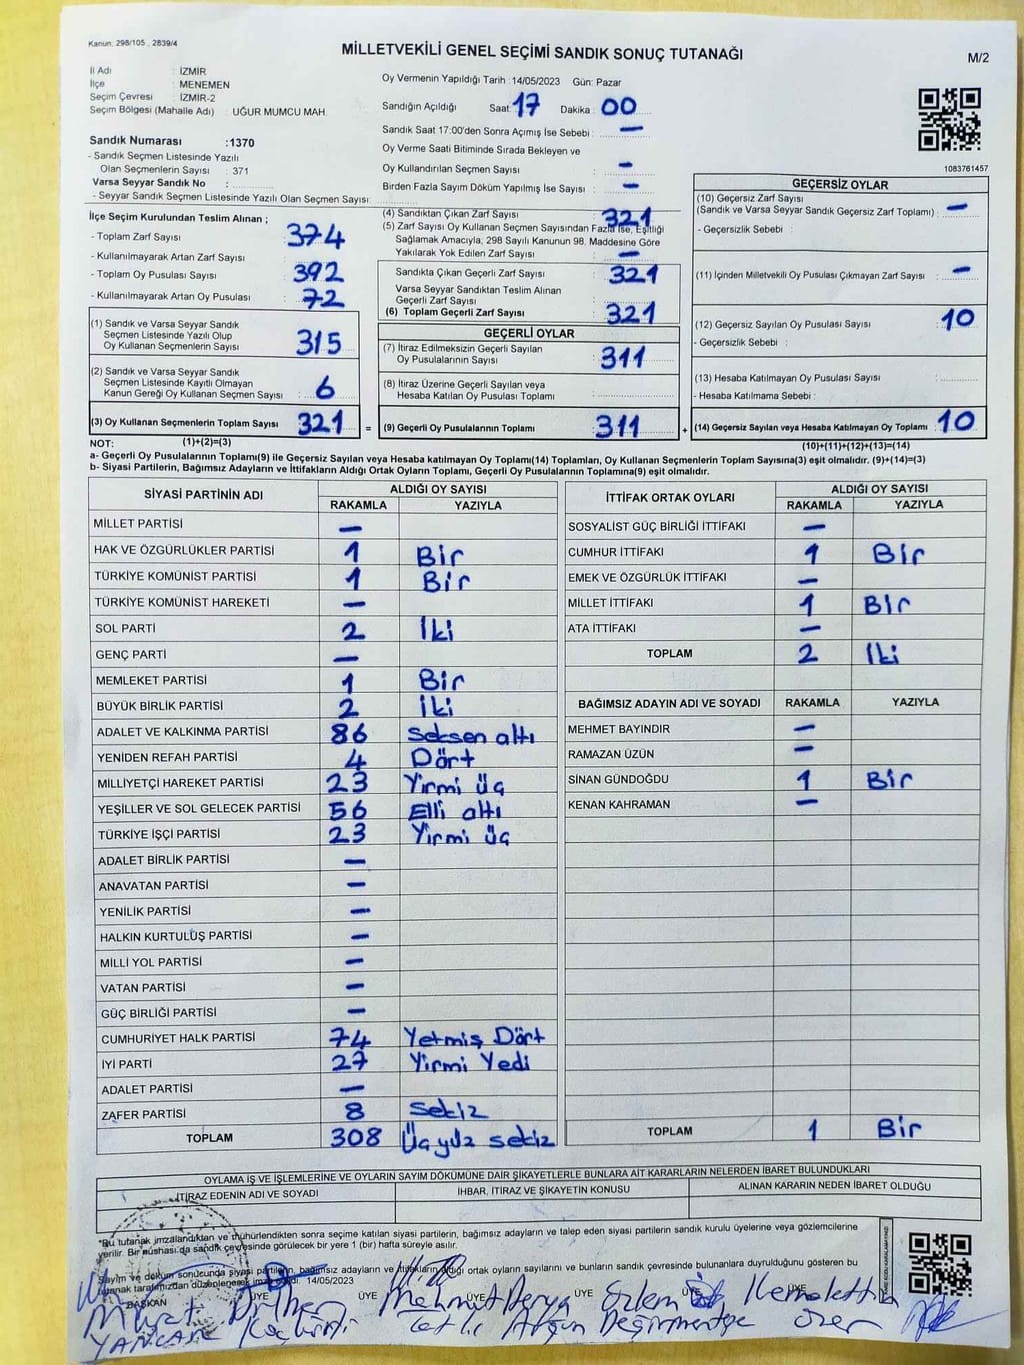 Kanun: 298/105 , 2839/4
MİLLETVEKİLİ GENEL SEÇİMİ SANDIK SONUÇ TUTANAĞI
M/2
İl Adı : İZMİR
İlçe : MENEMEN
Seçim Çevresi : İZMİR-2
Seçim Bölgesi (Mahalle Adı) : UĞUR MUMCU MAH.
Sandık Numarası :1370
- Sandık Seçmen Listesinde Yazılı
Olan Seçmenlerin Sayısı : 371
Varsa Seyyar Sandık No :
- Seyyar Sandık Seçmen Listesinde Yazılı Olan Seçmen Sayısı:
Oy Vermenin Yapıldığı Tarih :14/05/2023 Gün: Pazar
Sandığın Açıldığı Saat: 17 Dakika : 00
Sandık Saat 17:00'den Sonra Açımış İse Sebebi : —
Oy Verme Saati Bitiminde Sırada Bekleyen ve
Oy Kullandırılan Seçmen Sayısı : —
Birden Fazla Sayım Döküm Yapılmış İse Sayısı : —
1083761457
İlçe Seçim Kurulundan Teslim Alınan ;
- Toplam Zarf Sayısı : 374
- Kullanılmayarak Artan Zarf Sayısı :
- Toplam Oy Pusulası Sayısı : 392
- Kullanılmayarak Artan Oy Pusulası : 72
(1) Sandık ve Varsa Seyyar Sandık
Seçmen Listesinde Yazılı Olup
Oy Kullanan Seçmenlerin Sayısı : 315
(2) Sandık ve Varsa Seyyar Sandık
Seçmen Listesinde Kayıtlı Olmayan
Kanun Gereği Oy Kullanan Seçmen Sayısı : 6
(3) Oy Kullanan Seçmenlerin Toplam Sayısı : 321 =
(4) Sandıktan Çıkan Zarf Sayısı : 321
(5) Zarf Sayısı Oy Kullanan Seçmen Sayısından Fazla İse, Eşitliği
Sağlamak Amacıyla, 298 Sayılı Kanunun 98. Maddesine Göre
Yakılarak Yok Edilen Zarf Sayısı : —
Sandıkta Çıkan Geçerli Zarf Sayısı : 321
Varsa Seyyar Sandıktan Teslim Alınan
Geçerli Zarf Sayısı :
(6) Toplam Geçerli Zarf Sayısı : 321
GEÇERLİ OYLAR
(7) İtiraz Edilmeksizin Geçerli Sayılan
Oy Pusulalarının Sayısı : 311
(8) İtiraz Üzerine Geçerli Sayılan veya
Hesaba Katılan Oy Pusulası Toplamı :
(9) Geçerli Oy Pusulalarının Toplamı : 311 +
GEÇERSİZ OYLAR
(10) Geçersiz Zarf Sayısı
(Sandık ve Varsa Seyyar Sandık Geçersiz Zarf Toplamı) : —
- Geçersizlik Sebebi :
(11) İçinden Milletvekili Oy Pusulası Çıkmayan Zarf Sayısı : —
(12) Geçersiz Sayılan Oy Pusulası Sayısı : 10
- Geçersizlik Sebebi :
(13) Hesaba Katılmayan Oy Pusulası Sayısı :
- Hesaba Katılmama Sebebi :
(14) Geçersiz Sayılan veya Hesaba Katılmayan Oy Toplamı : 10
NOT: (1)+(2)=(3) (10)+(11)+(12)+(13)=(14)
a- Geçerli Oy Pusulalarının Toplamı(9) ile Geçersiz Sayılan veya Hesaba Katılmayan Oy Toplamı(14) Toplamları, Oy Kullanan Seçmenlerin Toplam Sayısına(3) eşit olmalıdır. (9)+(14)=(3)
b- Siyasi Partilerin, Bağımsız Adayların ve İttifakların Aldığı Ortak Oyların Toplamı, Geçerli Oy Pusulalarının Toplamına(9) eşit olmalıdır.
SİYASİ PARTİNİN ADI ALDIĞI OY SAYISI
RAKAMLA YAZIYLA
MİLLET PARTİSİ —
HAK VE ÖZGÜRLÜKLER PARTİSİ 1 Bir
TÜRKİYE KOMÜNİST PARTİSİ 1 Bir
TÜRKİYE KOMÜNİST HAREKETİ —
SOL PARTİ 2 İki
GENÇ PARTİ —
MEMLEKET PARTİSİ 1 Bir
BÜYÜK BİRLİK PARTİSİ 2 İki
ADALET VE KALKINMA PARTİSİ 86 Seksen altı
YENİDEN REFAH PARTİSİ 4 Dört
MİLLİYETÇİ HAREKET PARTİSİ 23 Yirmi üç
YEŞİLLER VE SOL GELECEK PARTİSİ 56 Elli altı
TÜRKİYE İŞÇİ PARTİSİ 23 Yirmi üç
ADALET BİRLİK PARTİSİ —
ANAVATAN PARTİSİ —
YENİLİK PARTİSİ —
HALKIN KURTULUŞ PARTİSİ —
MİLLİ YOL PARTİSİ —
VATAN PARTİSİ —
GÜÇ BİRLİĞİ PARTİSİ —
CUMHURİYET HALK PARTİSİ 74 Yetmiş Dört
İYİ PARTİ 27 Yirmi Yedi
ADALET PARTİSİ —
ZAFER PARTİSİ 8 Sekiz
TOPLAM 308 Üçyüz sekiz
İTTİFAK ORTAK OYLARI ALDIĞI OY SAYISI
RAKAMLA YAZIYLA
SOSYALİST GÜÇ BİRLİĞİ İTTİFAKI —
CUMHUR İTTİFAKI 1 Bir
EMEK VE ÖZGÜRLÜK İTTİFAKI —
MİLLET İTTİFAKI 1 Bir
ATA İTTİFAKI —
TOPLAM 2 İki
BAĞIMSIZ ADAYIN ADI VE SOYADI RAKAMLA YAZIYLA
MEHMET BAYINDIR —
RAMAZAN ÜZÜN —
SİNAN GÜNDOĞDU 1 Bir
KENAN KAHRAMAN —
TOPLAM 1 Bir
OYLAMA İŞ VE İŞLEMLERİNE VE OYLARIN SAYIM DÖKÜMÜNE DAİR ŞİKAYETLERLE BUNLARA AİT KARARLARIN NELERDEN İBARET BULUNDUKLARI
İTİRAZ EDENİN ADI VE SOYADI İHBAR, İTİRAZ VE ŞİKAYETİN KONUSU ALINAN KARARIN NEDEN İBARET OLDUĞU
*Bu tutanak imzalandıktan ve mühürlendikten sonra seçime katılan siyasi partilerin, bağımsız adayların ve talep eden siyasi partilerin sandık kurulu üyelerine veya gözlemcilerine
verilir. Bir nüshası da sandık çevresinde görülecek bir yere 1 (bir) hafta süreyle asılır.
Sayım ve döküm sonucunda siyasi partilerin, bağımsız adayların ve ittifakların aldığı ortak oyların sayılarını ve bunların sandık çevresinde bulunanlara duyrulduğunu gösteren bu
tutanak tarafımızdan düzenlenerek imza edildi. 14/05/2023
BAŞKAN ÜYE ÜYE ÜYE ÜYE ÜYE
Murat Mehmet Derya Özlem Kemalettin
Özer